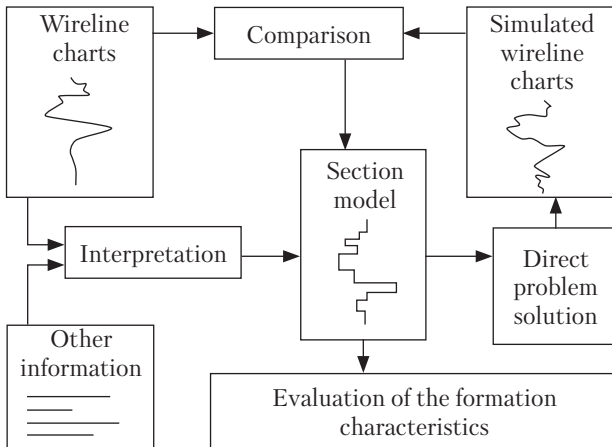 Wireline
charts
Comparison
Simulated
wireline
charts
Section
model
Interpretation
Direct
problem
solution
Other
information
Evaluation of the formation
characteristics